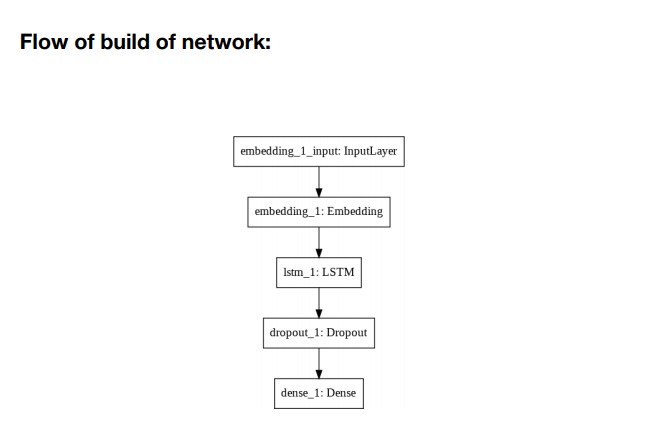 Flow of build of network:
embedding_1_input: InputLayer
embedding_1: Embedding
lstm_1: LSTM
dropout_1: Dropout
dense_1: Dense